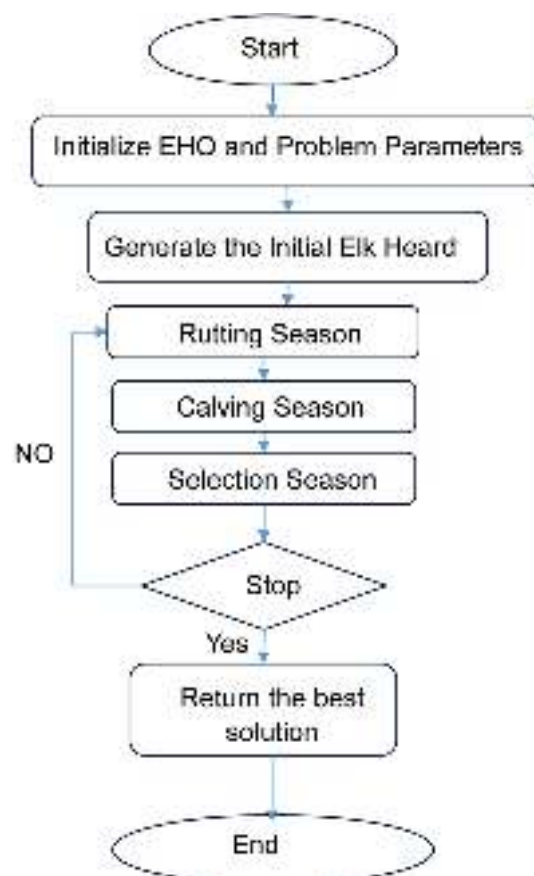 Start
Initialize EHO and Problem Parameters
Generate the Initial Elk Heard
Rutting Season
Calving Season
NO
Selection Season
Stop
Yes
Return the best
solution
End